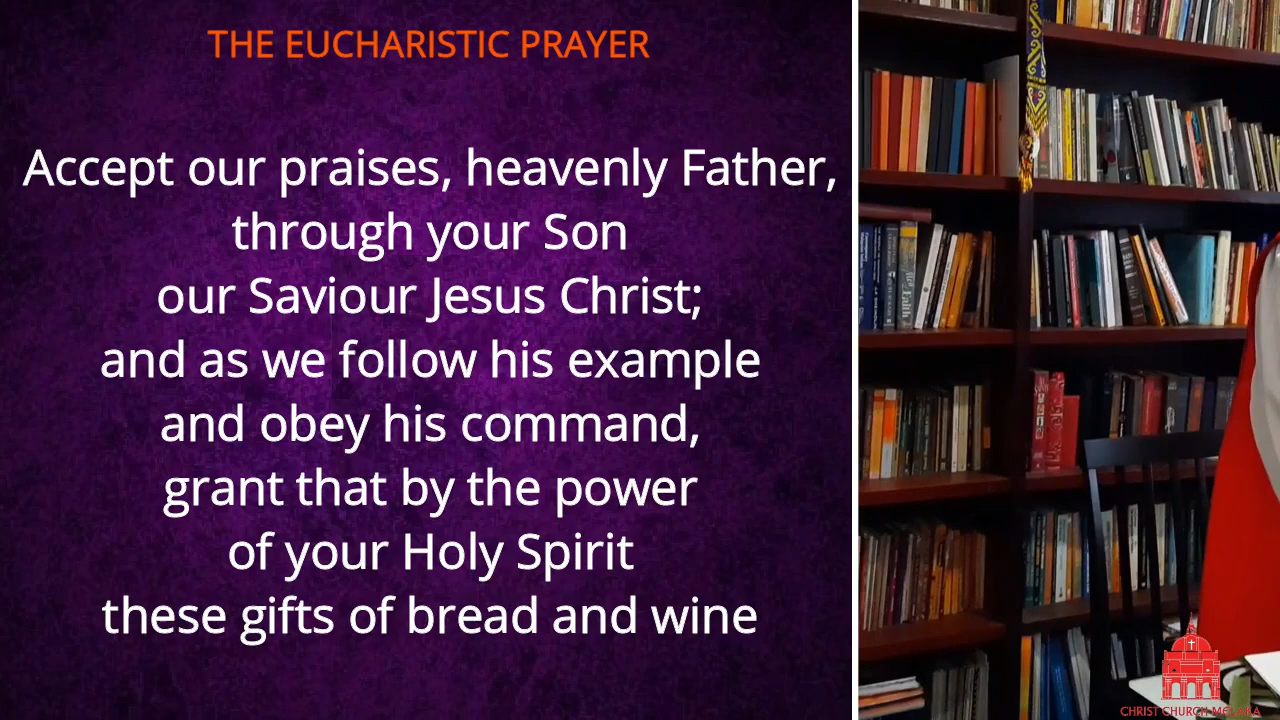 THE EUCHARISTIC PRAYER
Accept our praises, heavenly Father,
through your Son
our Saviour Jesus Christ;
and as we follow his example
and obey his command,
grant that by the power
of your Holy Spirit
these gifts of bread and wine
CHRIST CHURCH MELAKA